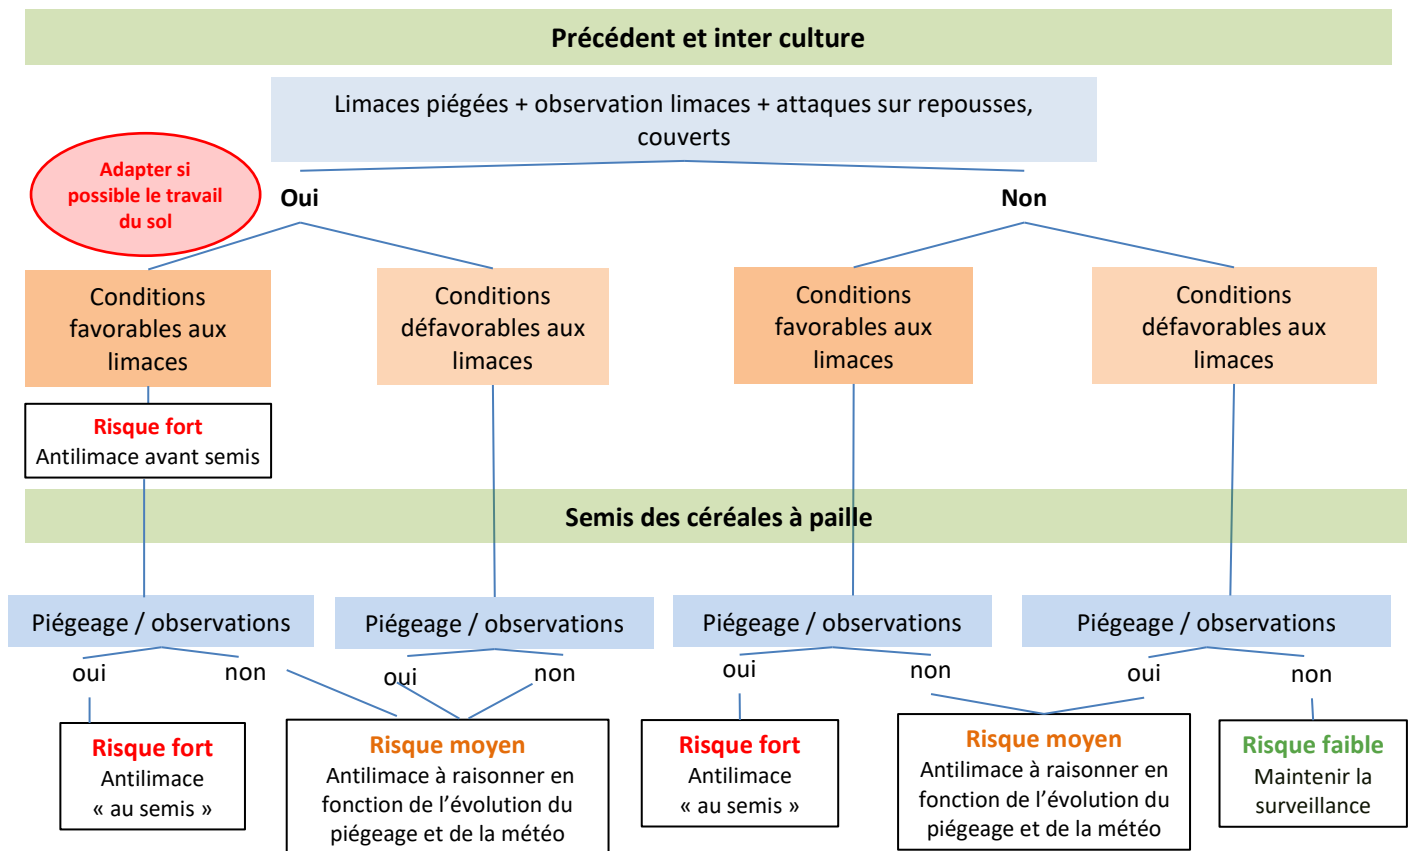 Précédent et inter culture
Limaces piégées + observation limaces + attaques sur repousses,
couverts
Adapter si
possible le travail
du sol
Oui
Non
Conditions
favorables aux
limaces
Conditions
défavorables aux
limaces
Conditions
favorables aux
limaces
Conditions
défavorables aux
limaces
Risque fort
Antilimace avant semis
Semis des céréales à paille
Piégeage / observations
Piégeage / observations
Piégeage / observations
Piégeage / observations
oui
non
oui
non
oui
non
oui
non
Risque fort
Antilimace
« au semis »
Risque moyen
Antilimace à raisonner en
fonction de l'évolution du
piégeage et de la météo
Risque fort
Antilimace
« au semis »
Risque moyen
Antilimace à raisonner en
fonction de l'évolution du
piégeage et de la météo
Risque faible
Maintenir la
surveillance